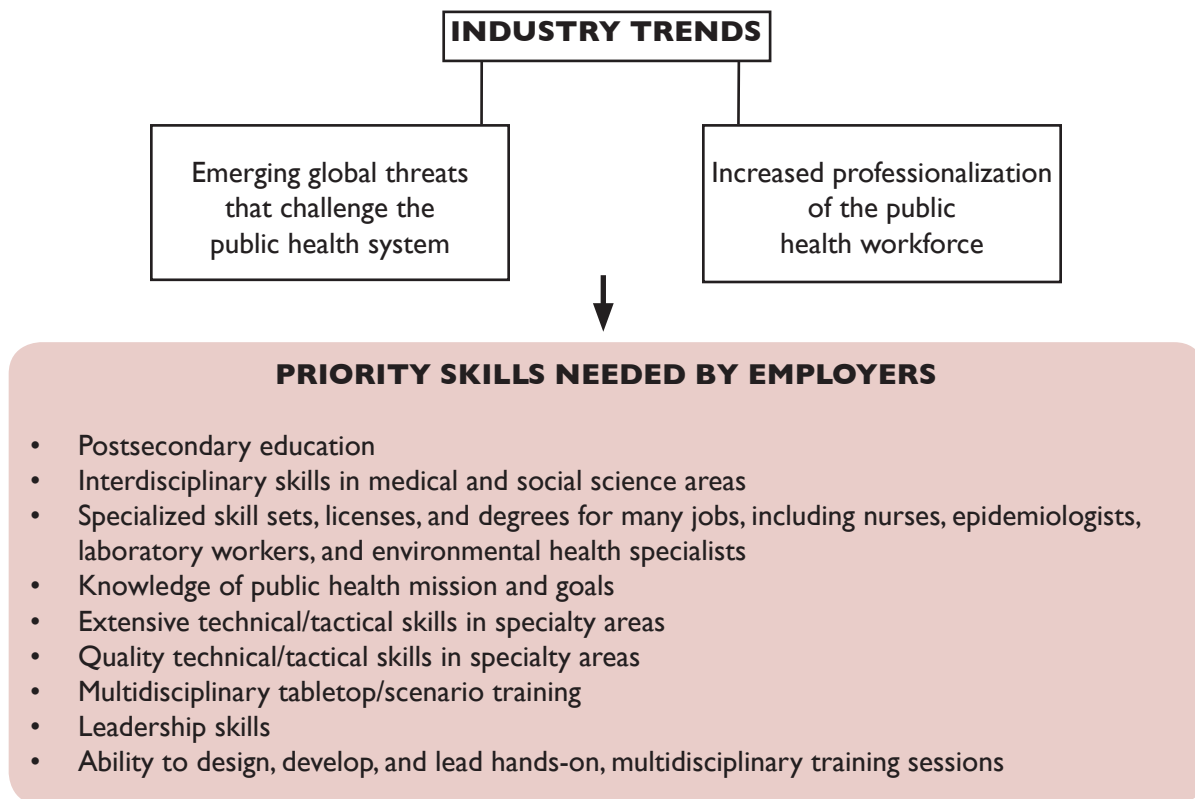 INDUSTRY TRENDS
Emerging global threats
that challenge the
public health system
Increased professionalization
of the public
health workforce
PRIORITY SKILLS NEEDED BY EMPLOYERS
• Postsecondary education
• Interdisciplinary skills in medical and social science areas
• Specialized skill sets, licenses, and degrees for many jobs, including nurses, epidemiologists,
laboratory workers, and environmental health specialists
• Knowledge of public health mission and goals
• Extensive technical/tactical skills in specialty areas
• Quality technical/tactical skills in specialty areas
• Multidisciplinary tabletop/scenario training
• Leadership skills
• Ability to design, develop, and lead hands-on, multidisciplinary training sessions